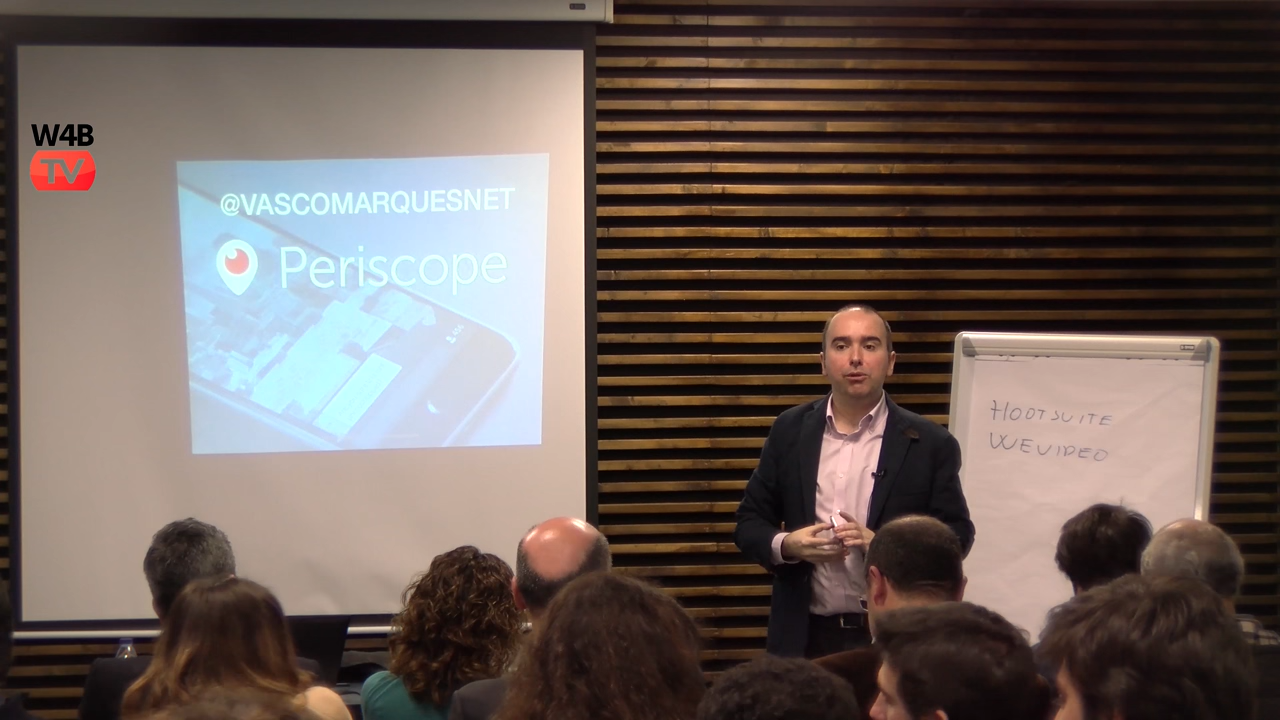 W4B
TV
@VASCOMARQUESNET
Periscope
HOOTSUITE
WEVIDEO